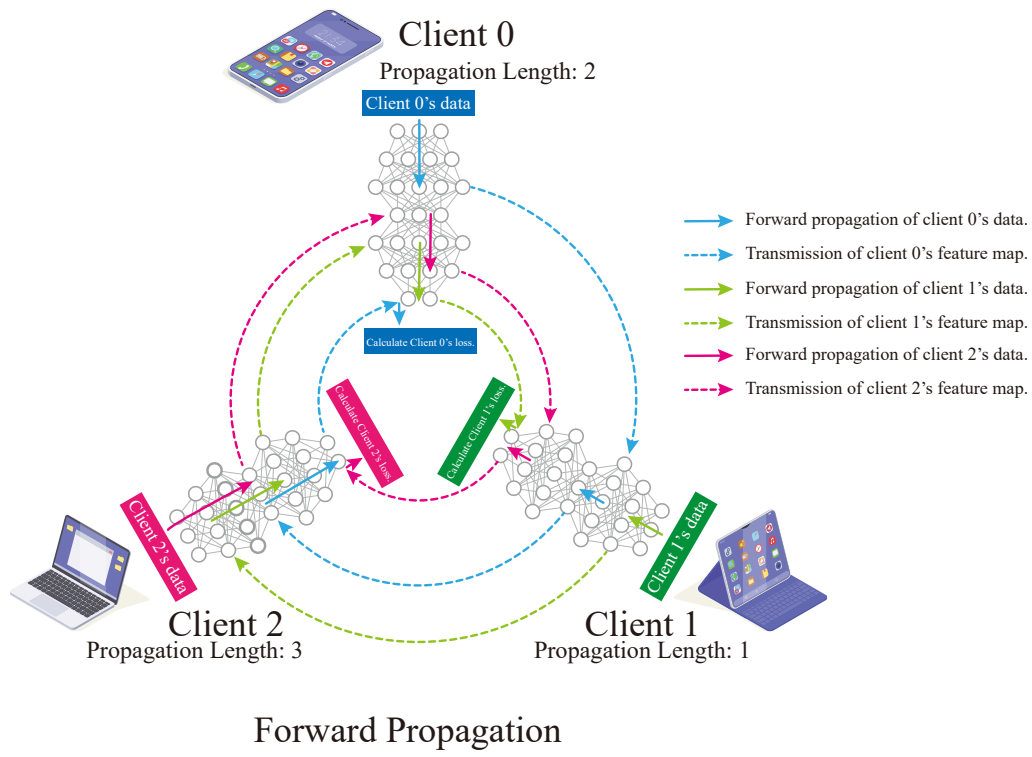 Client 0
Propagation Length: 2
Client 0's data
Forward propagation of client 0's data.
Transmission of client 0's feature map.
Forward propagation of client 1's data.
Transmission of client 1's feature map.
Forward propagation of client 2's data.
Transmission of client 2's feature map.
Calculate Client 0's loss.
Calculate Client 2's loss.
Calculate Client 1's loss.
Client 2's data
Client 1's data
Client 2
Propagation Length: 3
Client 1
Propagation Length: 1
Forward Propagation